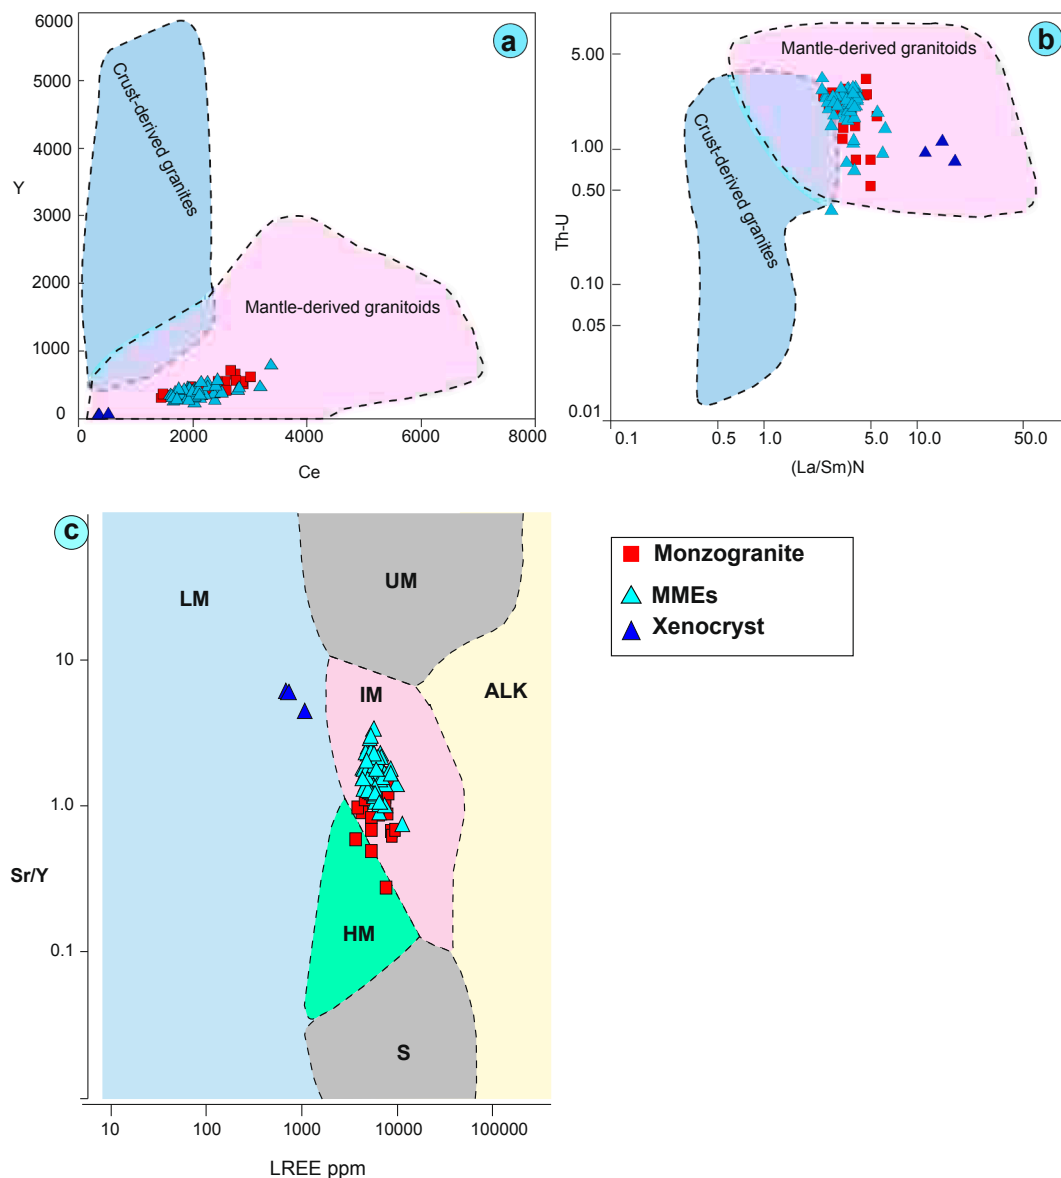 a
6000
5000
4000
3000
2000
1000
0
Y
Crust-derived granites
Mantle-derived granitoids
0
2000
4000
6000
8000
Ce
b
5.00
1.00
0.50
0.10
0.05
0.01
Th-U
Mantle-derived granitoids
Crust-derived granites
0.1
0.5
1.0
5.0
10.0
50.0
(La/Sm)N
c
10
1.0
0.1
Sr/Y
LM
UM
IM
ALK
HM
S
10
100
1000
10000
100000
LREE ppm
Monzogranite
MMEs
Xenocryst